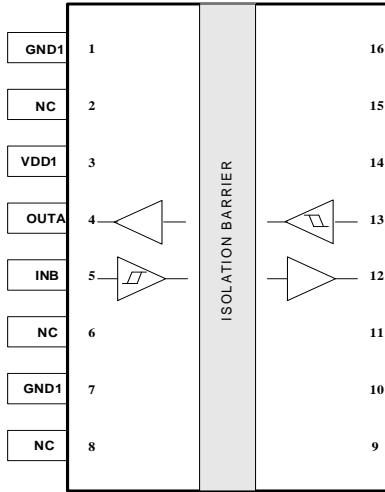 GND1 1 16
NC 2 15
VDD1 3 14
OUTA 4 13
INB 5 12
NC 6 11
GND1 7 10
NC 8 9
ISOLATION BARRIER